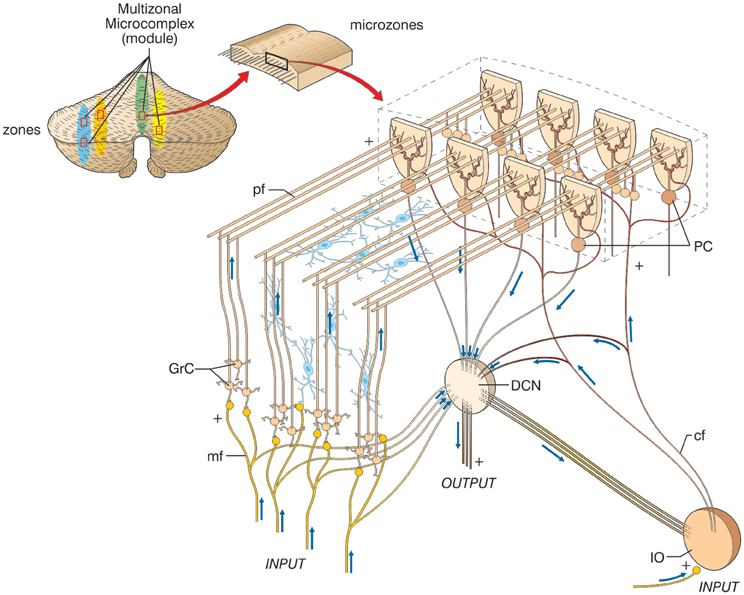 Multizonal
Microcomplex
(module)
microzones
zones
+
pf
PC
+
GrC
+
mf
DCN
cf
+
OUTPUT
INPUT
IO
+
INPUT